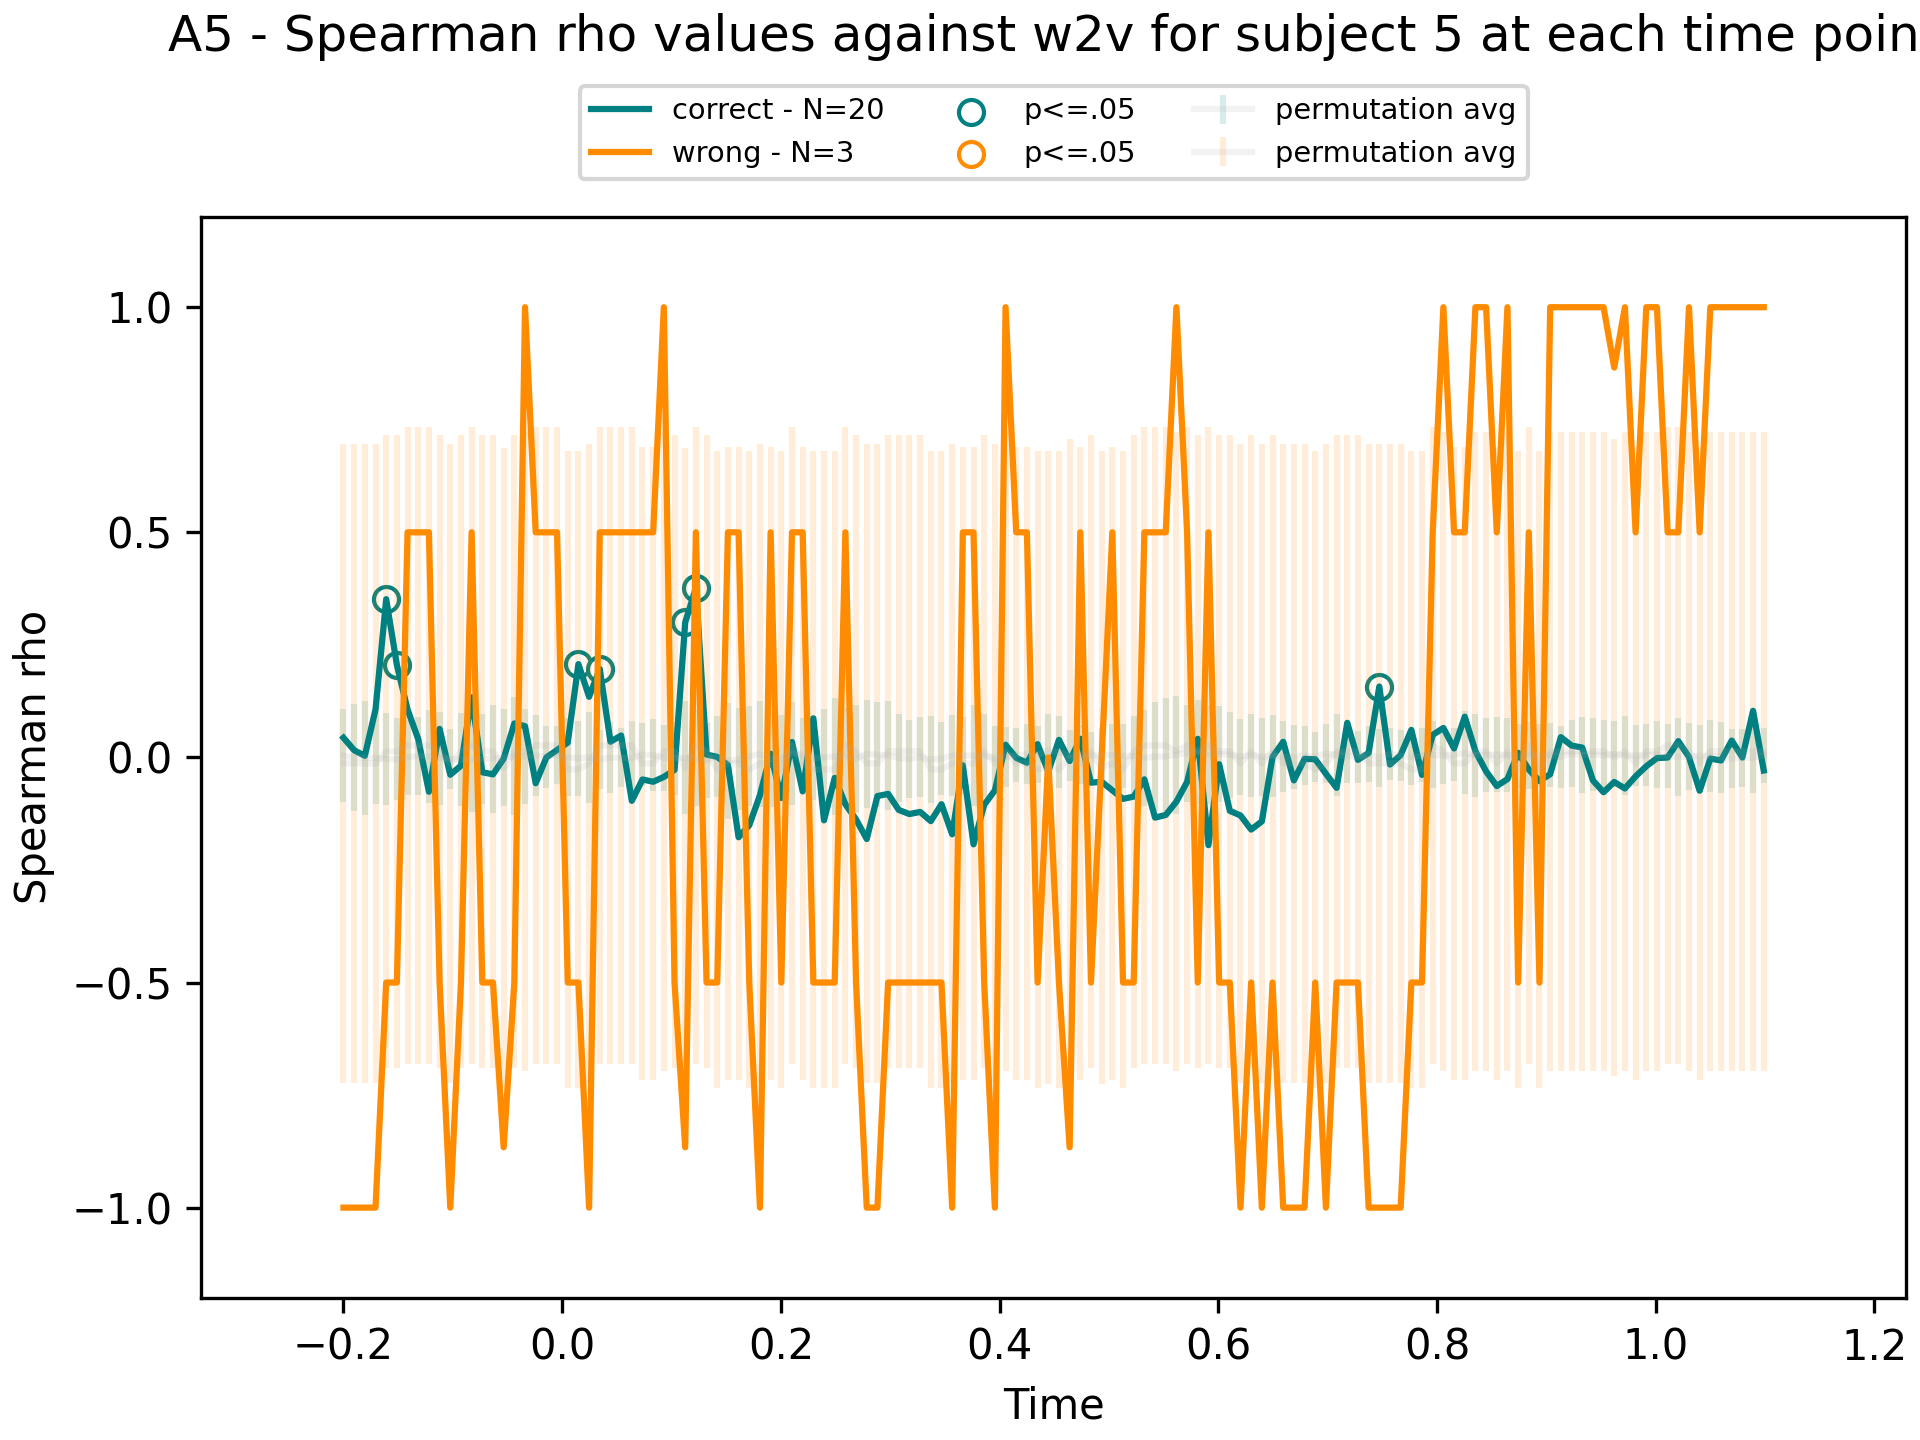 A5 - Spearman rho values against w2v for subject 5 at each time poin
correct - N=20
wrong - N=3
p<=.05
p<=.05
permutation avg
permutation avg
1.0
0.5
0.0
−0.5
−1.0
Spearman rho
−0.2
0.0
0.2
0.4
0.6
0.8
1.0
1.2
Time